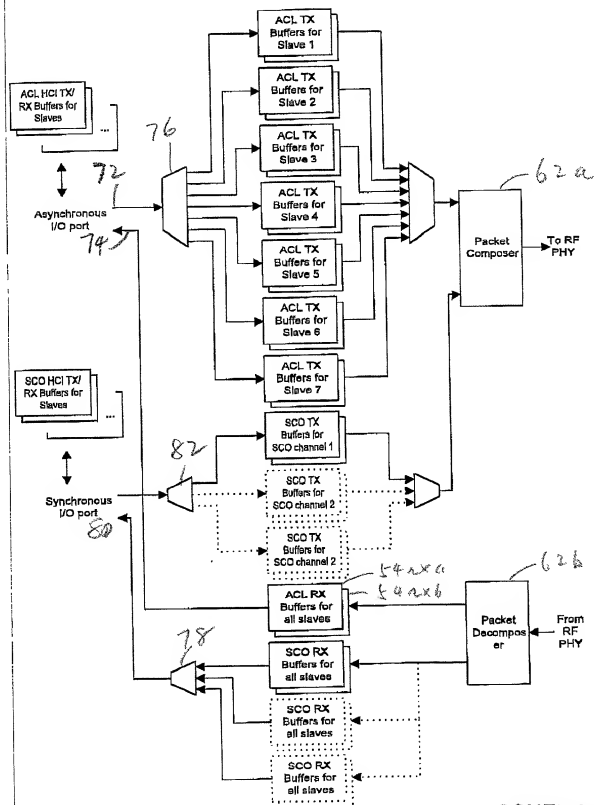 ACL TX
Buffers for
Slave 1
ACL HCI TX/
RX Buffers for
Slaves
...
ACL TX
Buffers for
Slave 2
76
ACL TX
Buffers for
Slave 3
72
62a
Asynchronous
I/O port
74
ACL TX
Buffers for
Slave 4
Packet
Composer
To RF
PHY
ACL TX
Buffers for
Slave 5
ACL TX
Buffers for
Slave 6
SCO HCI TX/
RX Buffers for
Slaves
...
ACL TX
Buffers for
Slave 7
82
SCO TX
Buffers for
SCO channel 1
Synchronous
I/O port
80
SCO TX
Buffers for
SCO channel 2
SCO TX
Buffers for
SCO channel 2
54rxa
54rxb
62b
ACL RX
Buffers for
all slaves
Packet
Decompos
er
From
RF
PHY
78
SCO RX
Buffers for
all slaves
SCO RX
Buffers for
all slaves
SCO RX
Buffers for
all slaves